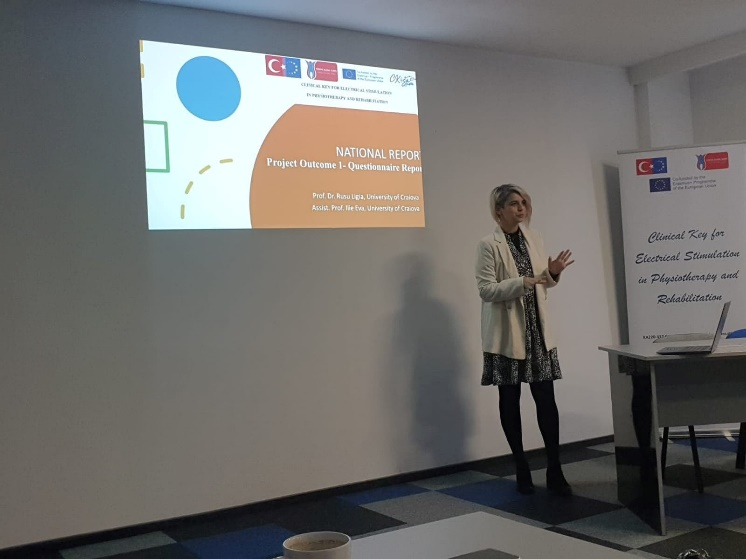 CLINICAL KEY FOR ELECTRICAL STIMULATION
IN PHYSIOTHERAPY AND REHABILITATION
NATIONAL REPORT
Project Outcome 1- Questionnaire Repor
Prof. Dr. Rusu Ligia, University of Craiova
Assist. Prof. Ilie Eva, University of Craiova
Co-funded by the
Erasmus+ Programme
of the European Union
Clinical Key for
Electrical Stimulation
in Physiotherapy and
Rehabilitation